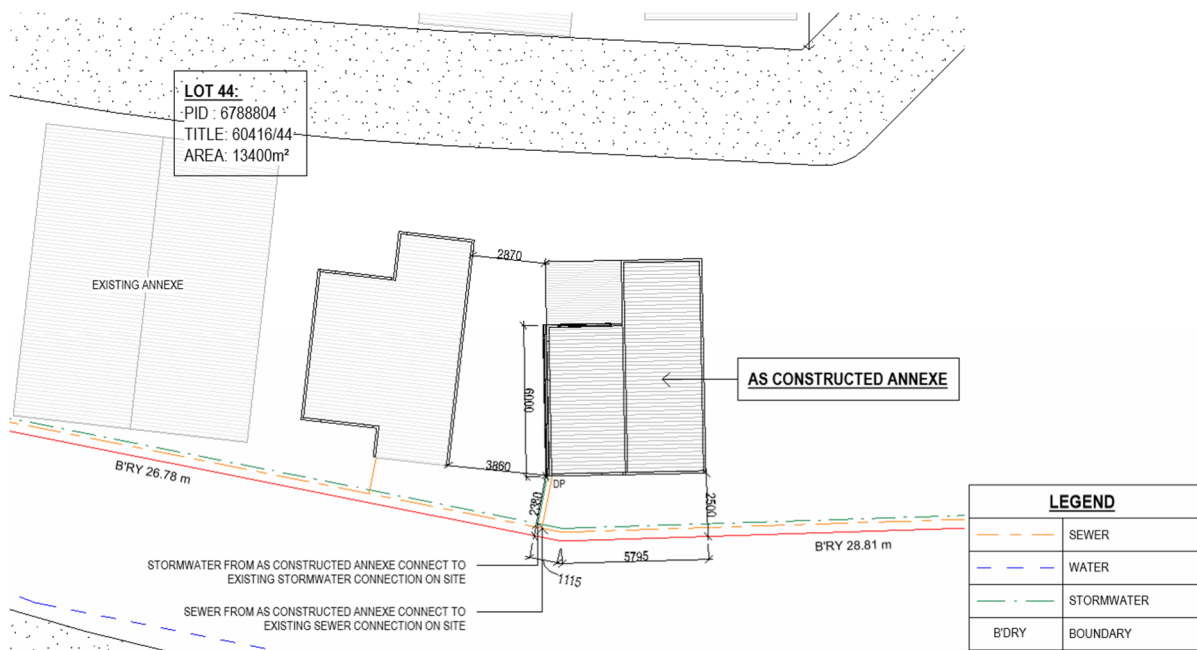 LOT 44:
PID : 6788804
TITLE: 60416/44
AREA: 13400m²
2870
EXISTING ANNEXE
AS CONSTRUCTED ANNEXE
6000
3860
B'RY 26.78 m
DP
2380
2500
LEGEND
SEWER
WATER
STORMWATER
B'DRY
BOUNDARY
B'RY 28.81 m
5795
1115
STORMWATER FROM AS CONSTRUCTED ANNEXE CONNECT TO
EXISTING STORMWATER CONNECTION ON SITE
SEWER FROM AS CONSTRUCTED ANNEXE CONNECT TO
EXISTING SEWER CONNECTION ON SITE